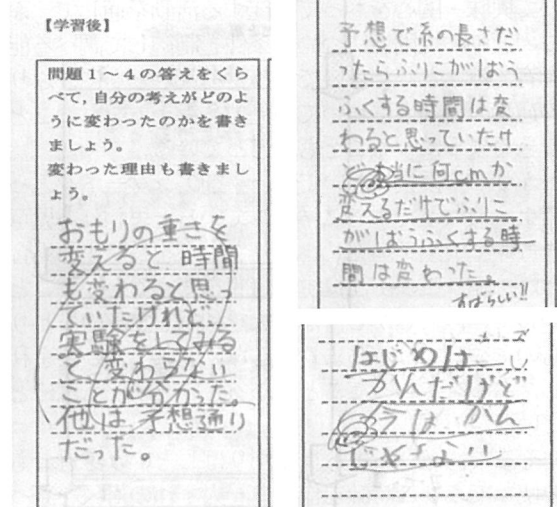 【学習後】
問題１～４の答えをくら
べて，自分の考えがどのよ
うに変わったのかを書き
ましょう。
変わった理由も書きまし
ょう。
おもりの重さを
変えると時間
も変わると思っ
ていたけれど、
実験をしてみる
と変わらない
ことが分かった。
他は、予想通り
だった。
予想で糸の長さだ
ったらふりこがおう
ふくする時間は変
わると思っていたけ
ど本当に何cmか
変えるだけでふりこ
がおうふくする時
間は変わった。
すばらしい!!
はじめは
かんだけど
今はかん
じゃない